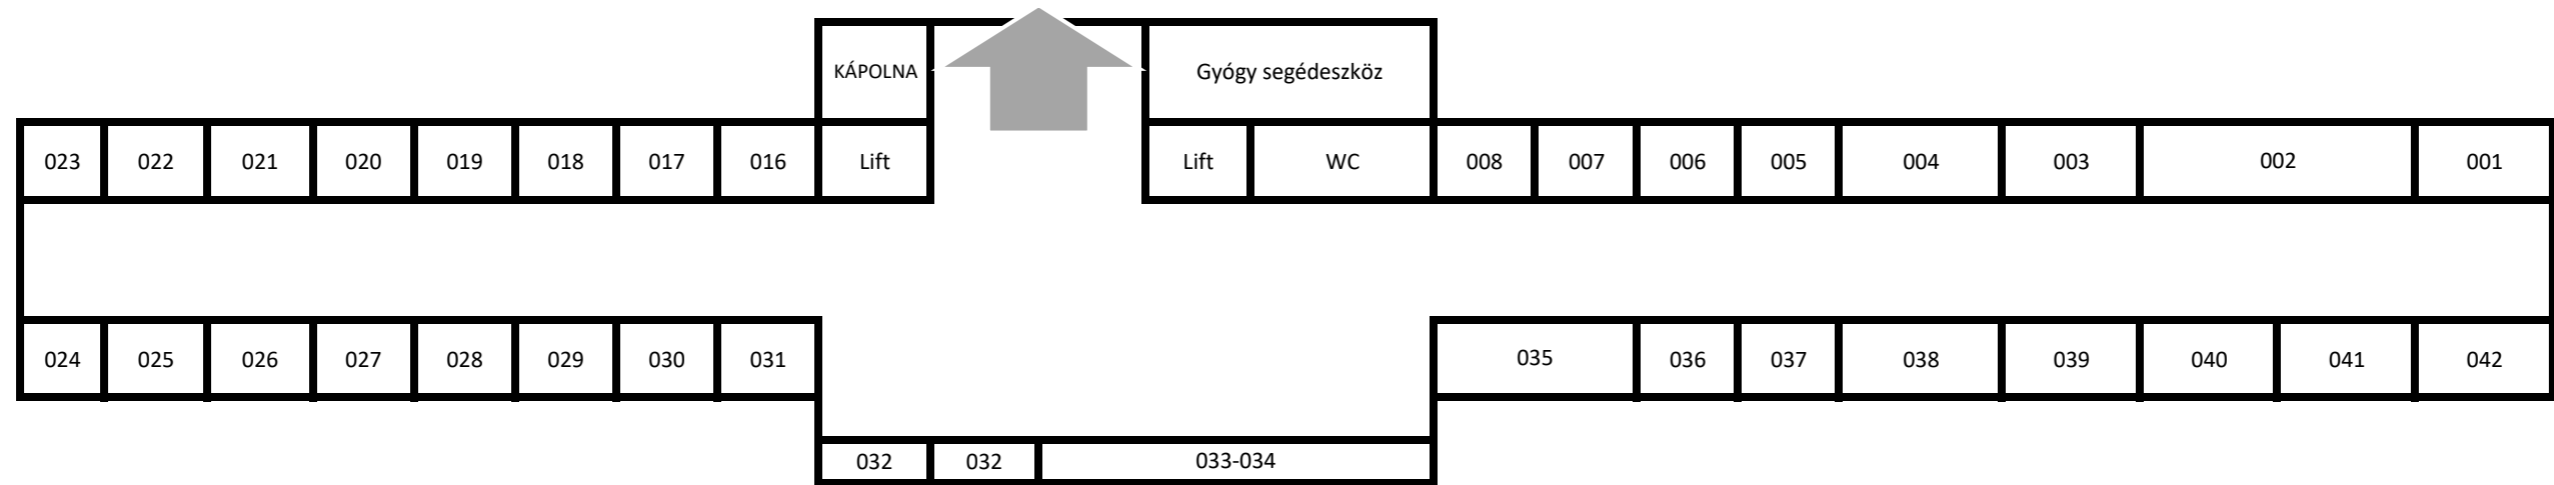 KÁPOLNA
Gyógy segédeszköz
023 022 021 020 019 018 017 016 Lift Lift WC 008 007 006 005 004 003 002 001
024 025 026 027 028 029 030 031 035 036 037 038 039 040 041 042
032 032 033-034